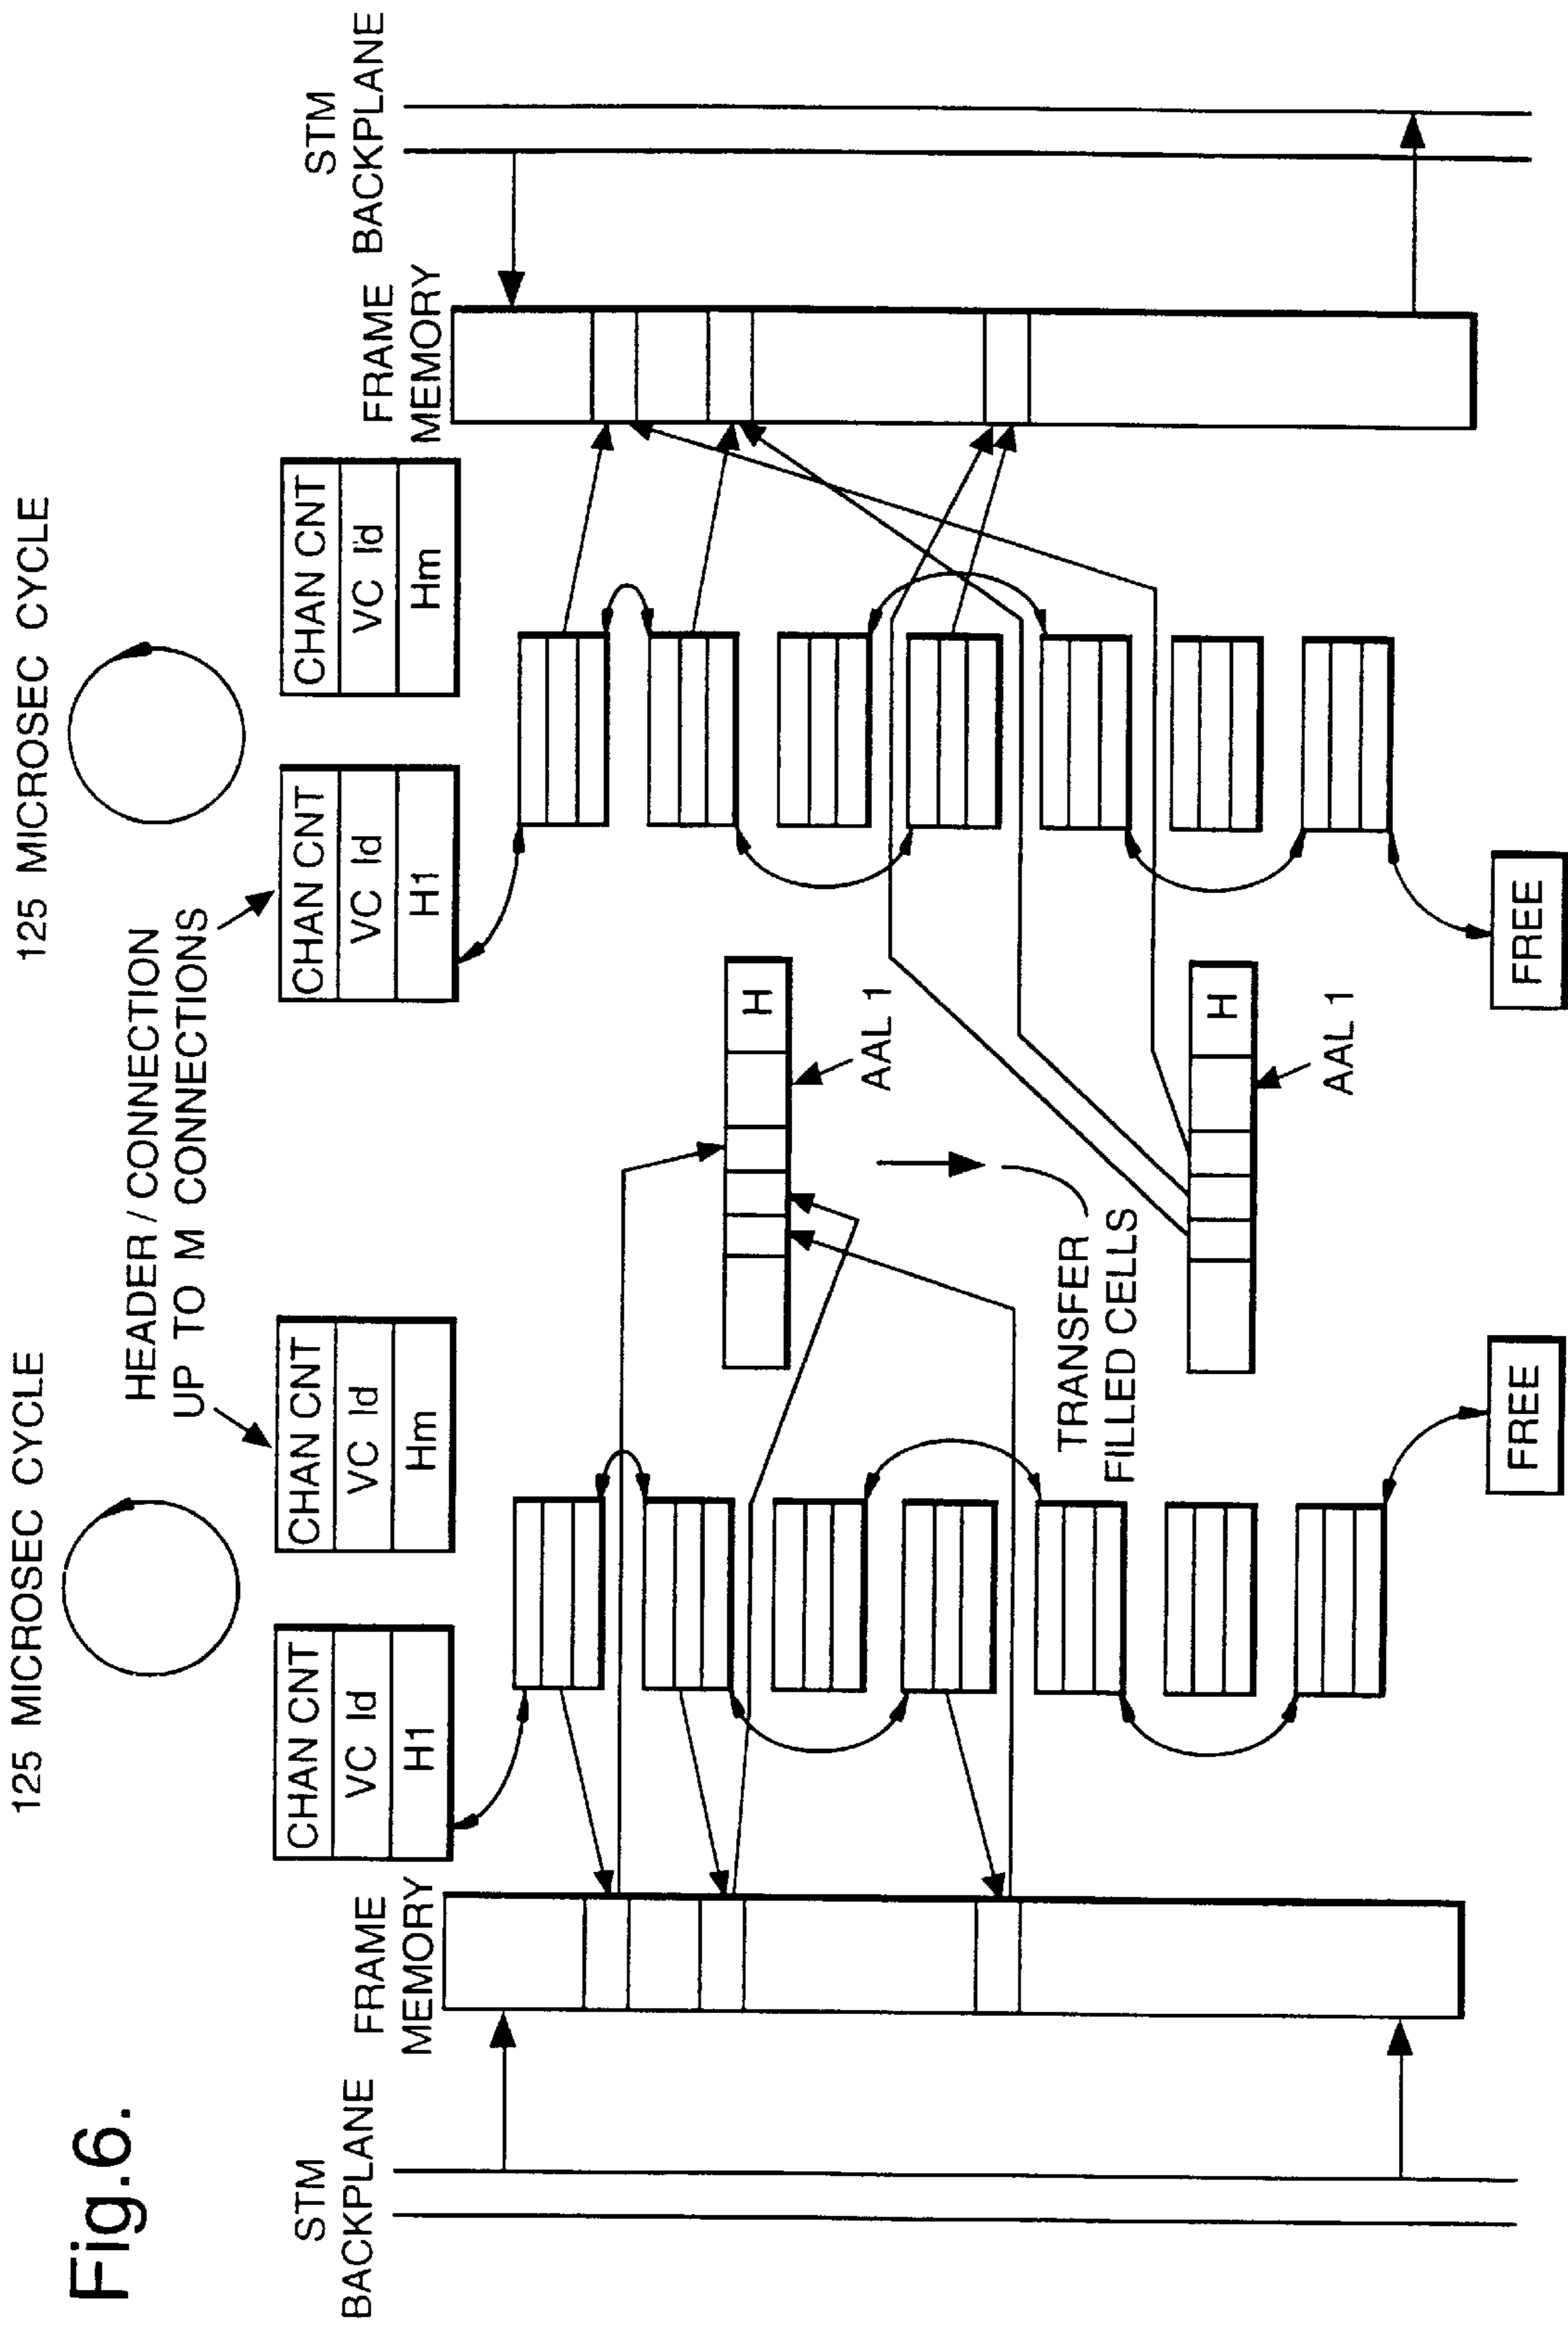 Fig.6.
125 MICROSEC CYCLE
125 MICROSEC CYCLE
HEADER / CONNECTION
UP TO M CONNECTIONS
STM
BACKPLANE
FRAME
MEMORY
CHAN CNT
VC Id
H1
CHAN CNT
VC Id
Hm
CHAN CNT
VC Id
H1
CHAN CNT
VC Id
Hm
FRAME
MEMORY
STM
BACKPLANE
H
AAL 1
TRANSFER
FILLED CELLS
H
AAL 1
FREE
FREE